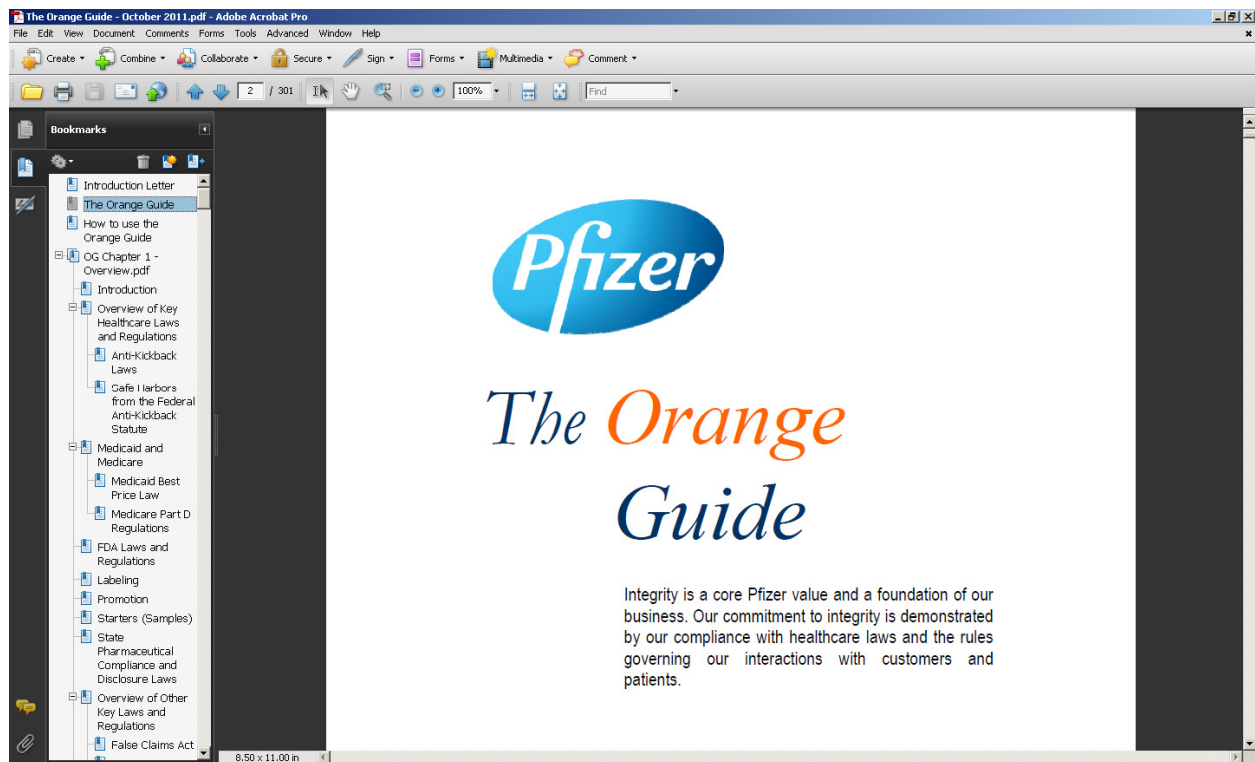 The Orange Guide - October 2011.pdf - Adobe Acrobat Pro
File Edit View Document Comments Forms Tools Advanced Window Help
Create Combine Collaborate Secure Sign Forms Multimedia Comment
2 / 301 100% Find
Bookmarks
Introduction Letter
The Orange Guide
How to use the
Orange Guide
OG Chapter 1 -
Overview.pdf
Introduction
Overview of Key
Healthcare Laws
and Regulations
Anti-Kickback
Laws
Safe Harbors
from the Federal
Anti-Kickback
Statute
Medicaid and
Medicare
Medicaid Best
Price Law
Medicare Part D
Regulations
FDA Laws and
Regulations
Labeling
Promotion
Starters (Samples)
State
Pharmaceutical
Compliance and
Disclosure Laws
Overview of Other
Key Laws and
Regulations
False Claims Act
Pfizer
The Orange
Guide
Integrity is a core Pfizer value and a foundation of our
business. Our commitment to integrity is demonstrated
by our compliance with healthcare laws and the rules
governing our interactions with customers and
patients.
8.50 x 11.00 in